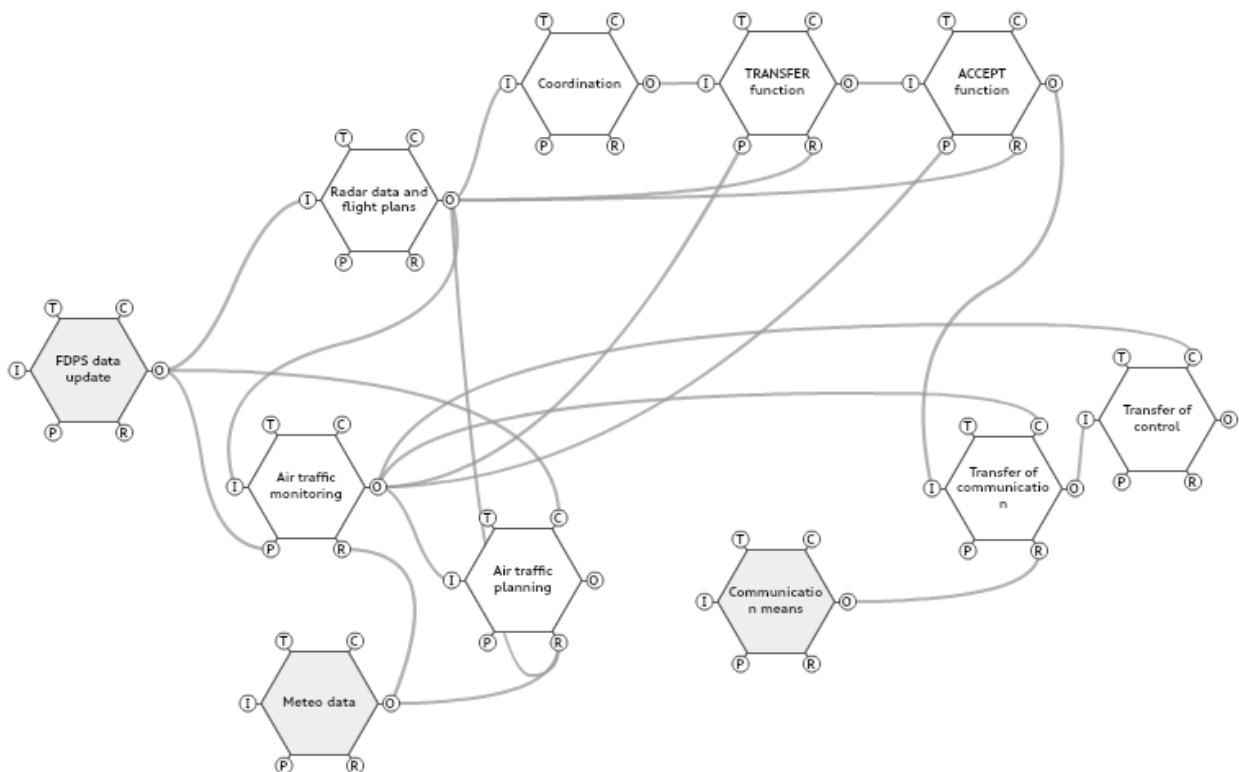 T C
I Coordination O
P R
T C
I TRANSFER
function O
P R
T C
I ACCEPT
function O
P R
T C
I Radar data and
flight plans O
P R
T C
I FDPS data
update O
P R
T C
I Air traffic
monitoring O
P R
T C
I Air traffic
planning O
P R
T C
I Transfer of
control O
P R
T C
I Transfer of
communicatio
n O
P R
T C
I Communicatio
n means O
P R
T C
I Meteo data O
P R